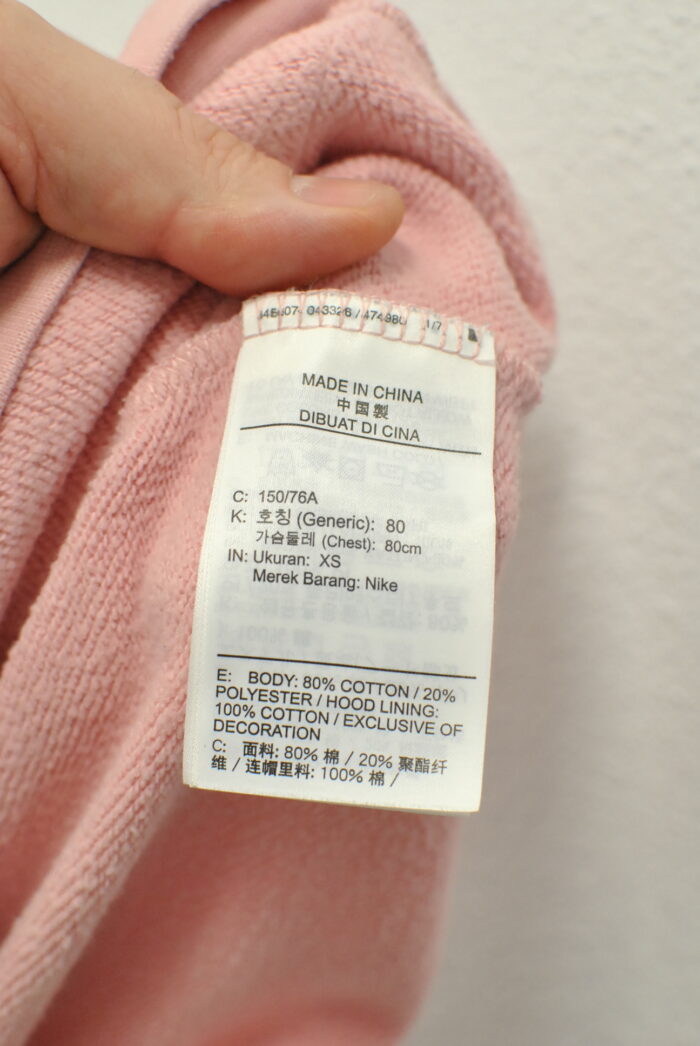 MADE IN CHINA
中国製
DIBUAT DI CINA
C: 150/76A
K: 호칭 (Generic): 80
가슴둘레 (Chest): 80cm
IN: Ukuran: XS
Merek Barang: Nike
E: BODY: 80% COTTON / 20%
POLYESTER / HOOD LINING:
100% COTTON / EXCLUSIVE OF
DECORATION
C: 面料: 80% 棉 / 20% 聚酯纤
维 / 连帽里料: 100% 棉 /